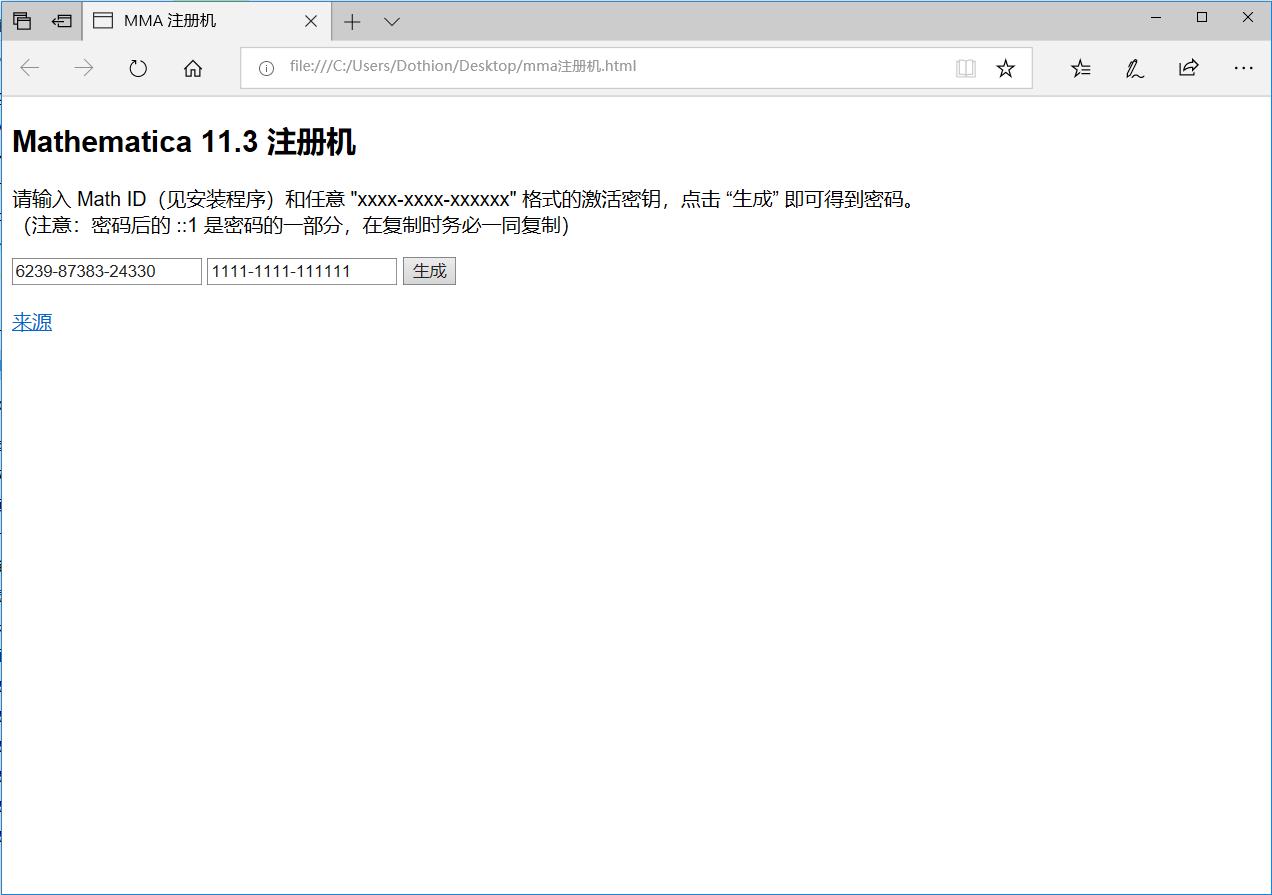 MMA 注册机
file:///C:/Users/Dothion/Desktop/mma注册机.html
Mathematica 11.3 注册机
请输入 Math ID（见安装程序）和任意 "xxxx-xxxx-xxxxxx" 格式的激活密钥，点击 “生成” 即可得到密码。
（注意：密码后的 ::1 是密码的一部分，在复制时务必一同复制）
6239-87383-24330 1111-1111-111111 生成
来源